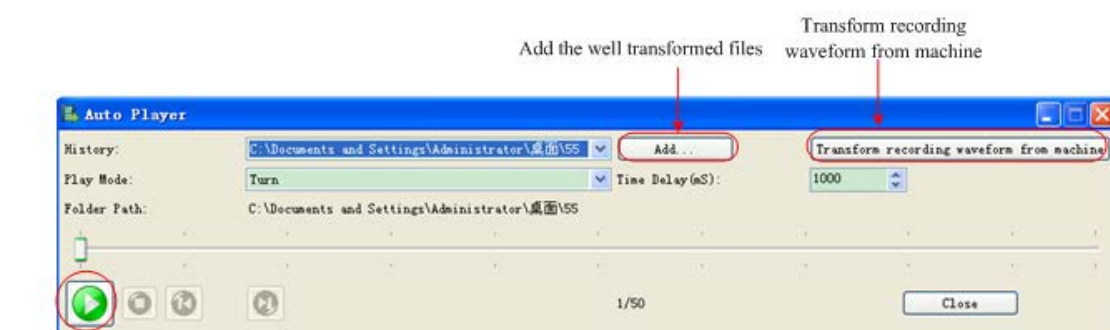 Transform recording
Add the well transformed files waveform from machine
Auto Player
History: C:\Documents and Settings\Administrator\桌面\55 Add... Transform recording waveform from machine
Play Mode: Turn Time Delay(mS): 1000
Folder Path: C:\Documents and Settings\Administrator\桌面\55
1/50 Close